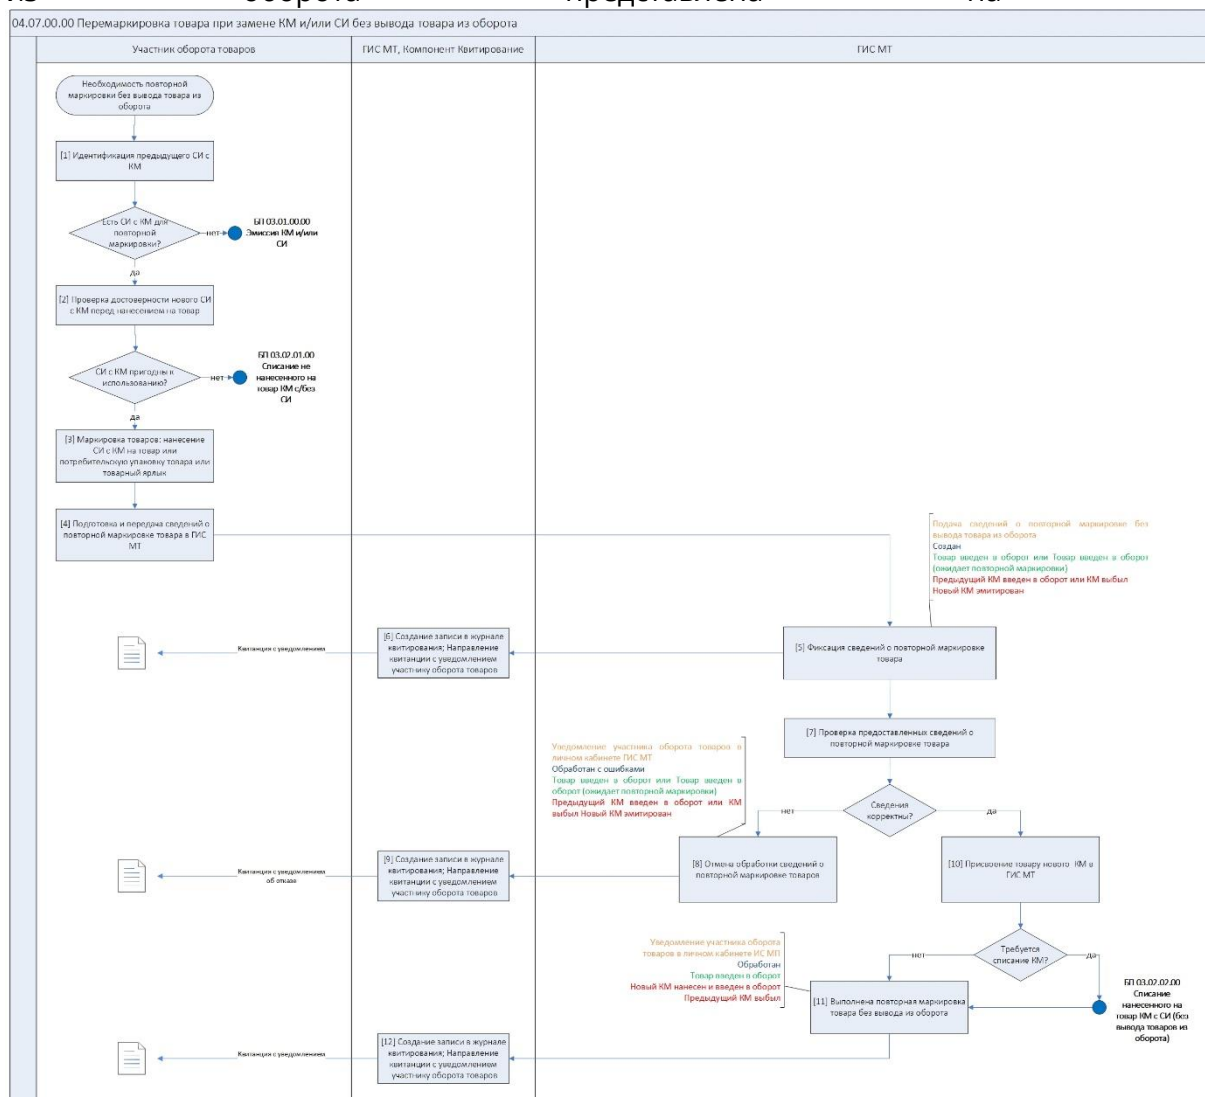 из оборота представлена на
04.07.00.00 Перемаркировка товара при замене КМ и/или СИ без вывода товара из оборота
Участник оборота товаров
ГИС МТ, Компонент Квитирование
ГИС МТ
Необходимость повторной
маркировки без вывода товара из
оборота
[1] Идентификация предыдущего СИ с
КМ
Есть СИ с КМ для
повторной
маркировки?
нет
БП 03.01.00.00
Эмиссия КМ и/или
СИ
да
[2] Проверка достоверности нового СИ
с КМ перед нанесением на товар
СИ с КМ пригодны к
использованию?
нет
БП 03.02.01.00
Списание не
нанесенного на
товар КМ с/без
СИ
да
[3] Маркировка товаров: нанесение
СИ с КМ на товар или
потребительскую упаковку товара или
товарный ярлык
[4] Подготовка и передача сведений о
повторной маркировке товара в ГИС
МТ
Подача сведений о повторной маркировке без
вывода товара из оборота
Создан
Товар введен в оборот или Товар введен в оборот
(ожидает повторной маркировки)
Предыдущий КМ введен в оборот или КМ выбыл
Новый КМ эмитирован
[5] Фиксация сведений о повторной маркировке
товара
[6] Создание записи в журнале
квитирования; Направление
квитанции с уведомлением
участнику оборота товаров
Квитанция с уведомлением
[7] Проверка предоставленных сведений о
повторной маркировке товара
Уведомление участника оборота товаров в
личном кабинете ГИС МТ
Обработан с ошибками
Товар введен в оборот или Товар введен в
оборот (ожидает повторной маркировки)
Предыдущий КМ введен в оборот или КМ
выбыл Новый КМ эмитирован
Сведения
корректны?
нет
да
[8] Отмена обработки сведений о
повторной маркировке товаров
[9] Создание записи в журнале
квитирования; Направление
квитанции с уведомлением
участнику оборота товаров
Квитанция с уведомлением
об отказе
[10] Присвоение товару нового КМ в
ГИС МТ
Требуется
списание КМ?
нет
да
БП 03.02.02.00
Списание
нанесенного на
товар КМ с СИ (без
вывода товаров из
оборота)
Уведомление участника оборота
товаров в личном кабинете ИС МП
Обработан
Товар введен в оборот
Новый КМ нанесен и введен в оборот
Предыдущий КМ выбыл
[11] Выполнена повторная маркировка
товара без вывода из оборота
[12] Создание записи в журнале
квитирования; Направление
квитанции с уведомлением
участнику оборота товаров
Квитанция с уведомлением